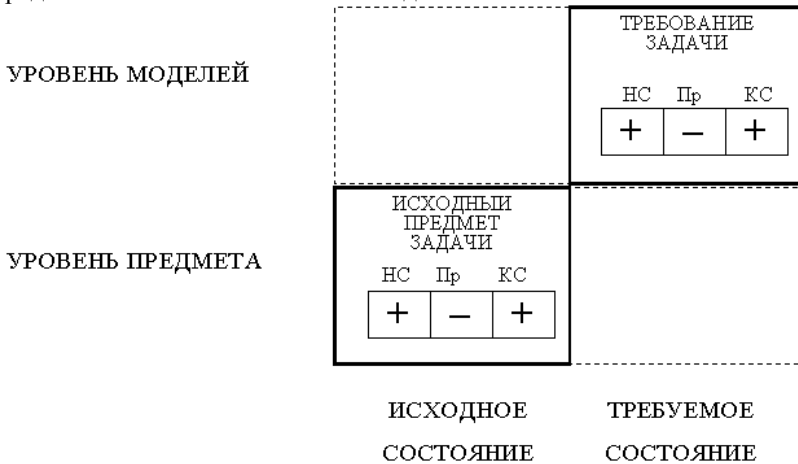 ТРЕБОВАНИЕ
ЗАДАЧИ
УРОВЕНЬ МОДЕЛЕЙ
НС Пр КС
+ – +
ИСХОДНЫЙ
ПРЕДМЕТ
ЗАДАЧИ
УРОВЕНЬ ПРЕДМЕТА
НС Пр КС
+ – +
ИСХОДНОЕ ТРЕБУЕМОЕ
СОСТОЯНИЕ СОСТОЯНИЕ